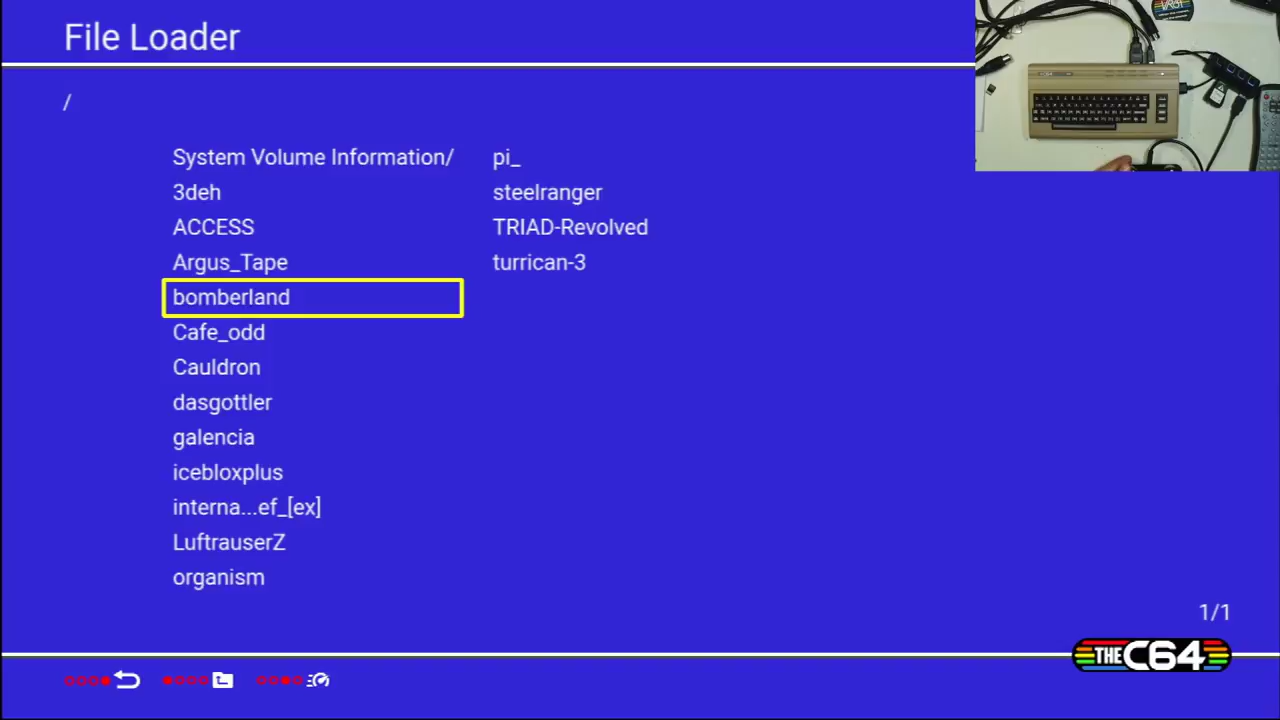 File Loader
/
System Volume Information/
3deh
ACCESS
Argus_Tape
bomberland
Cafe_odd
Cauldron
dasgottler
galencia
icebloxplus
interna...ef_[ex]
LuftrauserZ
organism
pi_
steelranger
TRIAD-Revolved
turrican-3
1/1
THEC64